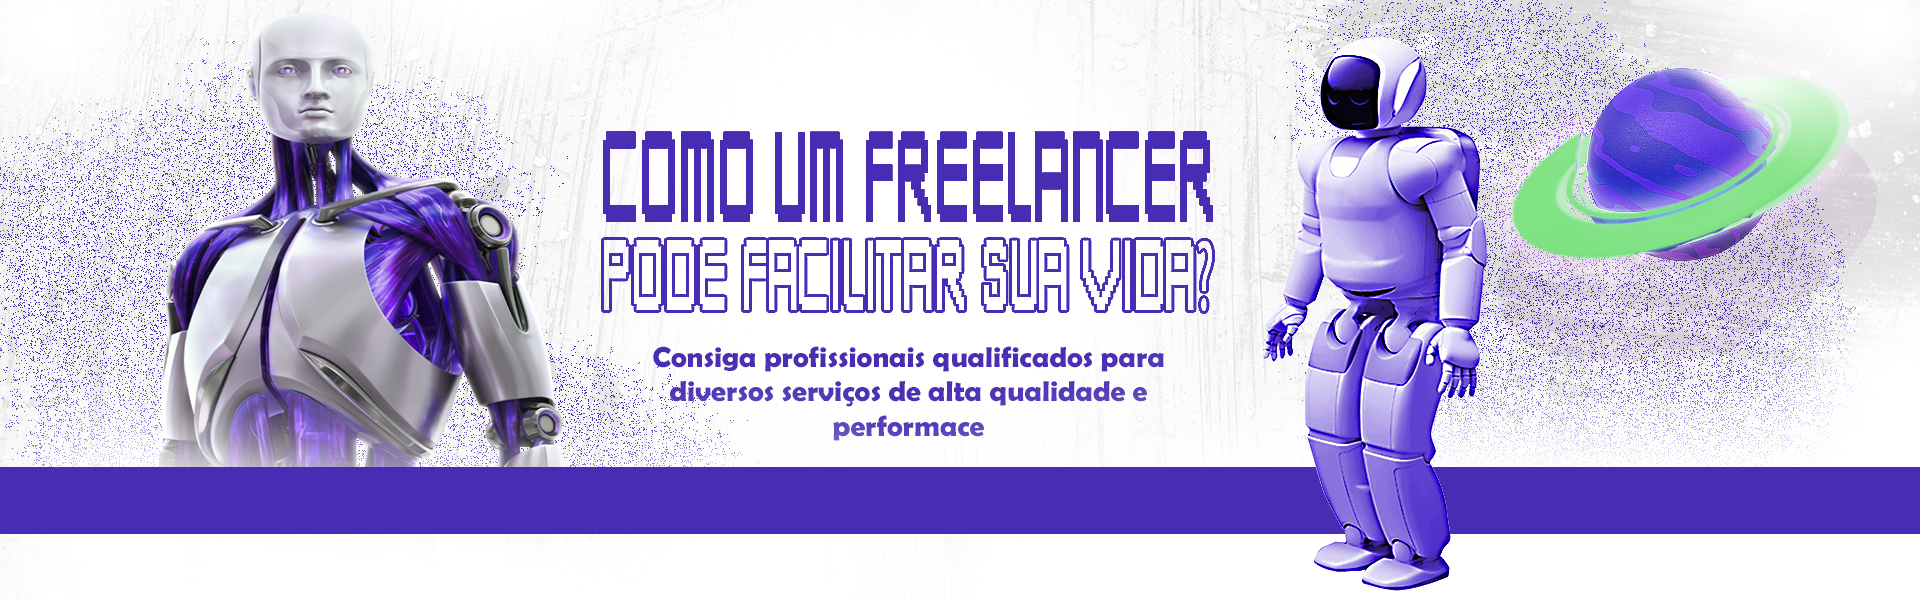 COMO UM FREELANCER
PODE FACILITAR SUA VIDA?
Consiga profissionais qualificados para
diversos serviços de alta qualidade e
performace